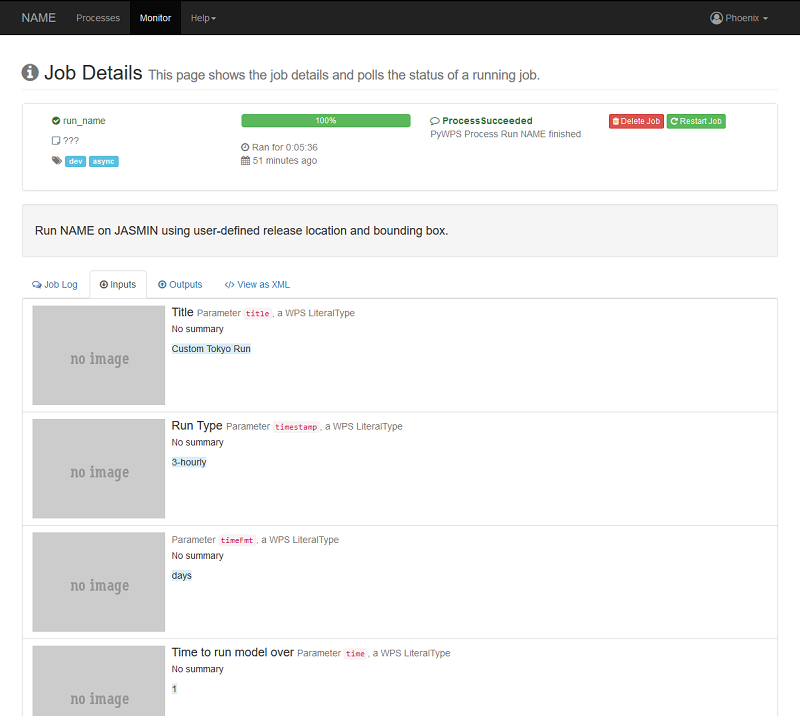 NAME Processes Monitor Help Phoenix
Job Details This page shows the job details and polls the status of a running job.
run_name
???
dev async
100%
Ran for 0:05:36
51 minutes ago
ProcessSucceeded
PyWPS Process Run NAME finished
Delete Job Restart Job
Run NAME on JASMIN using user-defined release location and bounding box.
Job Log Inputs Outputs </> View as XML
no image
Title Parameter title, a WPS LiteralType
No summary
Custom Tokyo Run
no image
Run Type Parameter timestamp, a WPS LiteralType
No summary
3-hourly
no image
Parameter timeFmt, a WPS LiteralType
No summary
days
no image
Time to run model over Parameter time, a WPS LiteralType
No summary
1